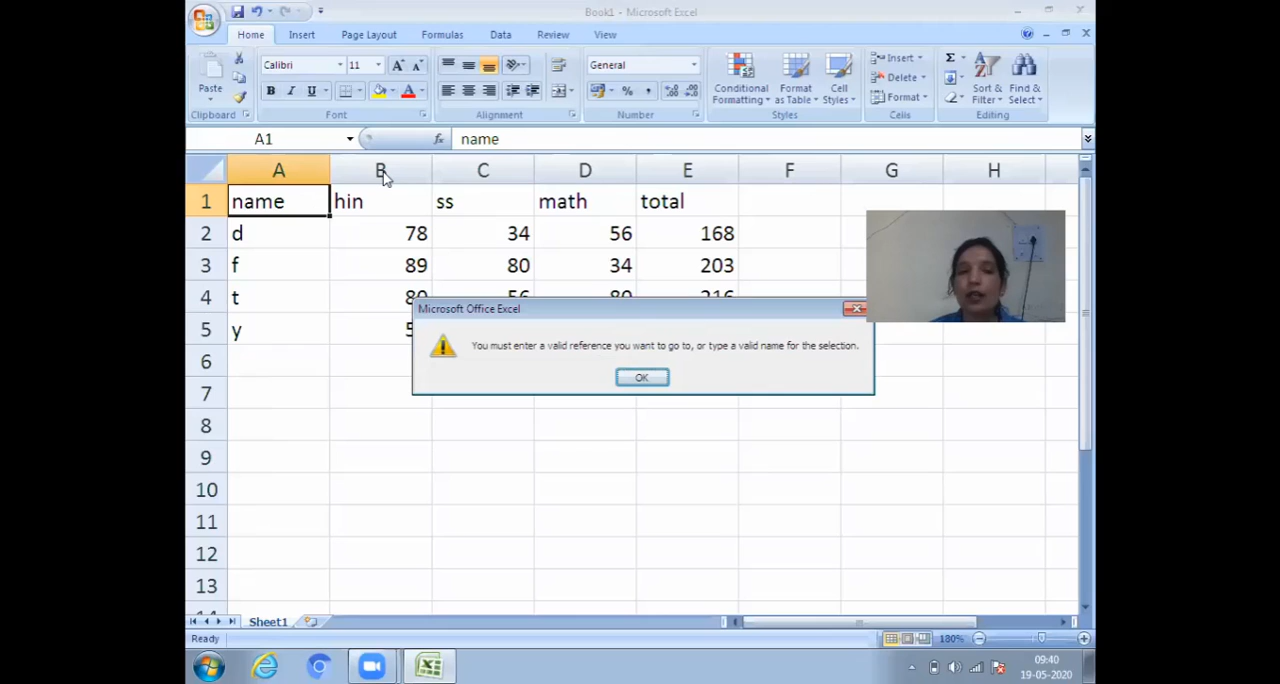 Book1 - Microsoft Excel
Home Insert Page Layout Formulas Data Review View
Calibri 11 General
Paste
B I U
Conditional Formatting Format as Table Cell Styles
Insert
Delete
Format
Sort & Filter Find & Select
Clipboard Font Alignment Number Styles Cells Editing
A1 fx name
A B C D E F G H
1 name hin ss math total
2 d 78 34 56 168
3 f 89 80 34 203
4 t
5 y
Microsoft Office Excel
You must enter a valid reference you want to go to, or type a valid name for the selection.
OK
6
7
8
9
10
11
12
13
Sheet1
Ready 180%
09:40
19-05-2020